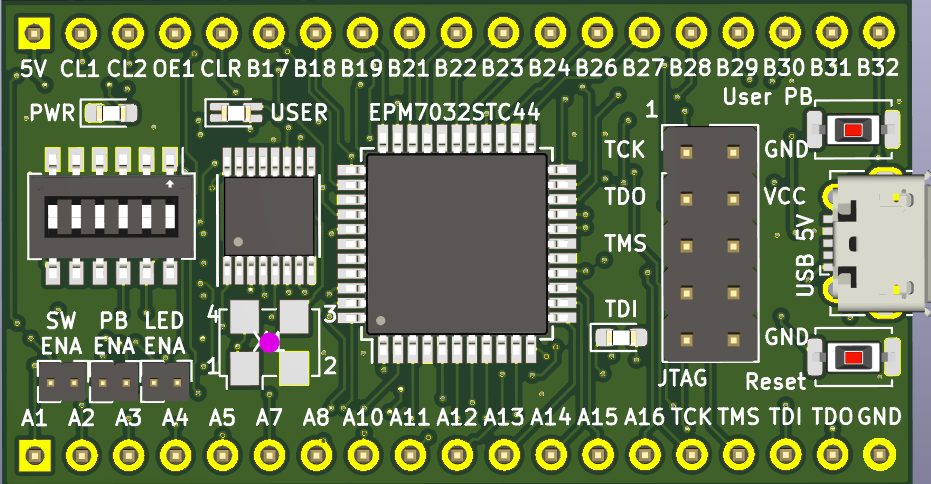 5V CL1 CL2 OE1 CLR B17 B18 B19 B21 B22 B23 B24 B26 B27 B28 B29 B30 B31 B32
PWR USER EPM7032STC44 1 User PB
TCK GND
TDO VCC
TMS
USB 5V
TDI
4 3
SW PB LED
ENA ENA ENA
GND
1 2
JTAG Reset
A1 A2 A3 A4 A5 A7 A8 A10 A11 A12 A13 A14 A15 A16 TCK TMS TDI TDO GND